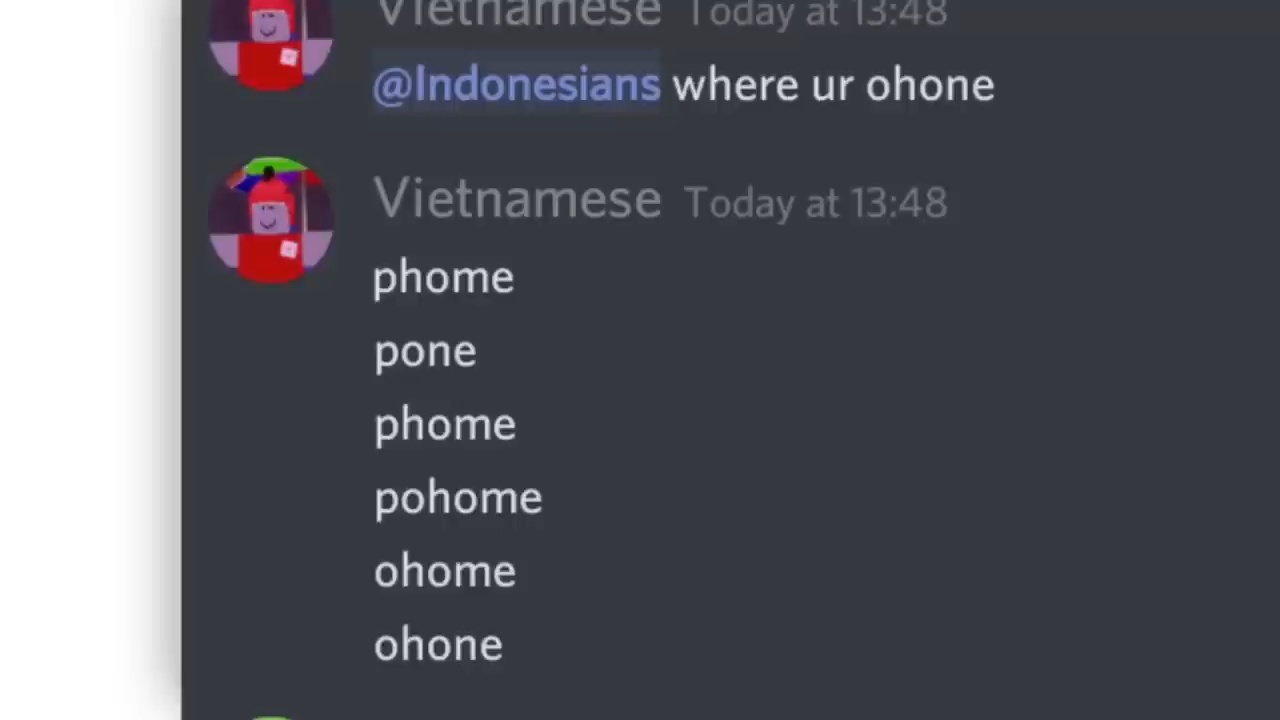 Vietnamese Today at 13:48
@Indonesians where ur ohone
Vietnamese Today at 13:48
phome
pone
phome
pohome
ohome
ohone